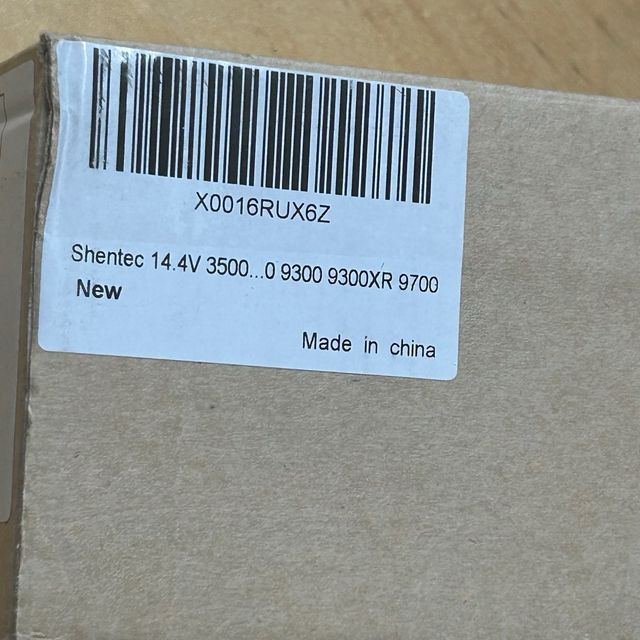 X0016RUX6Z
Shentec 14.4V 3500...0 9300 9300XR 9700
New
Made in china